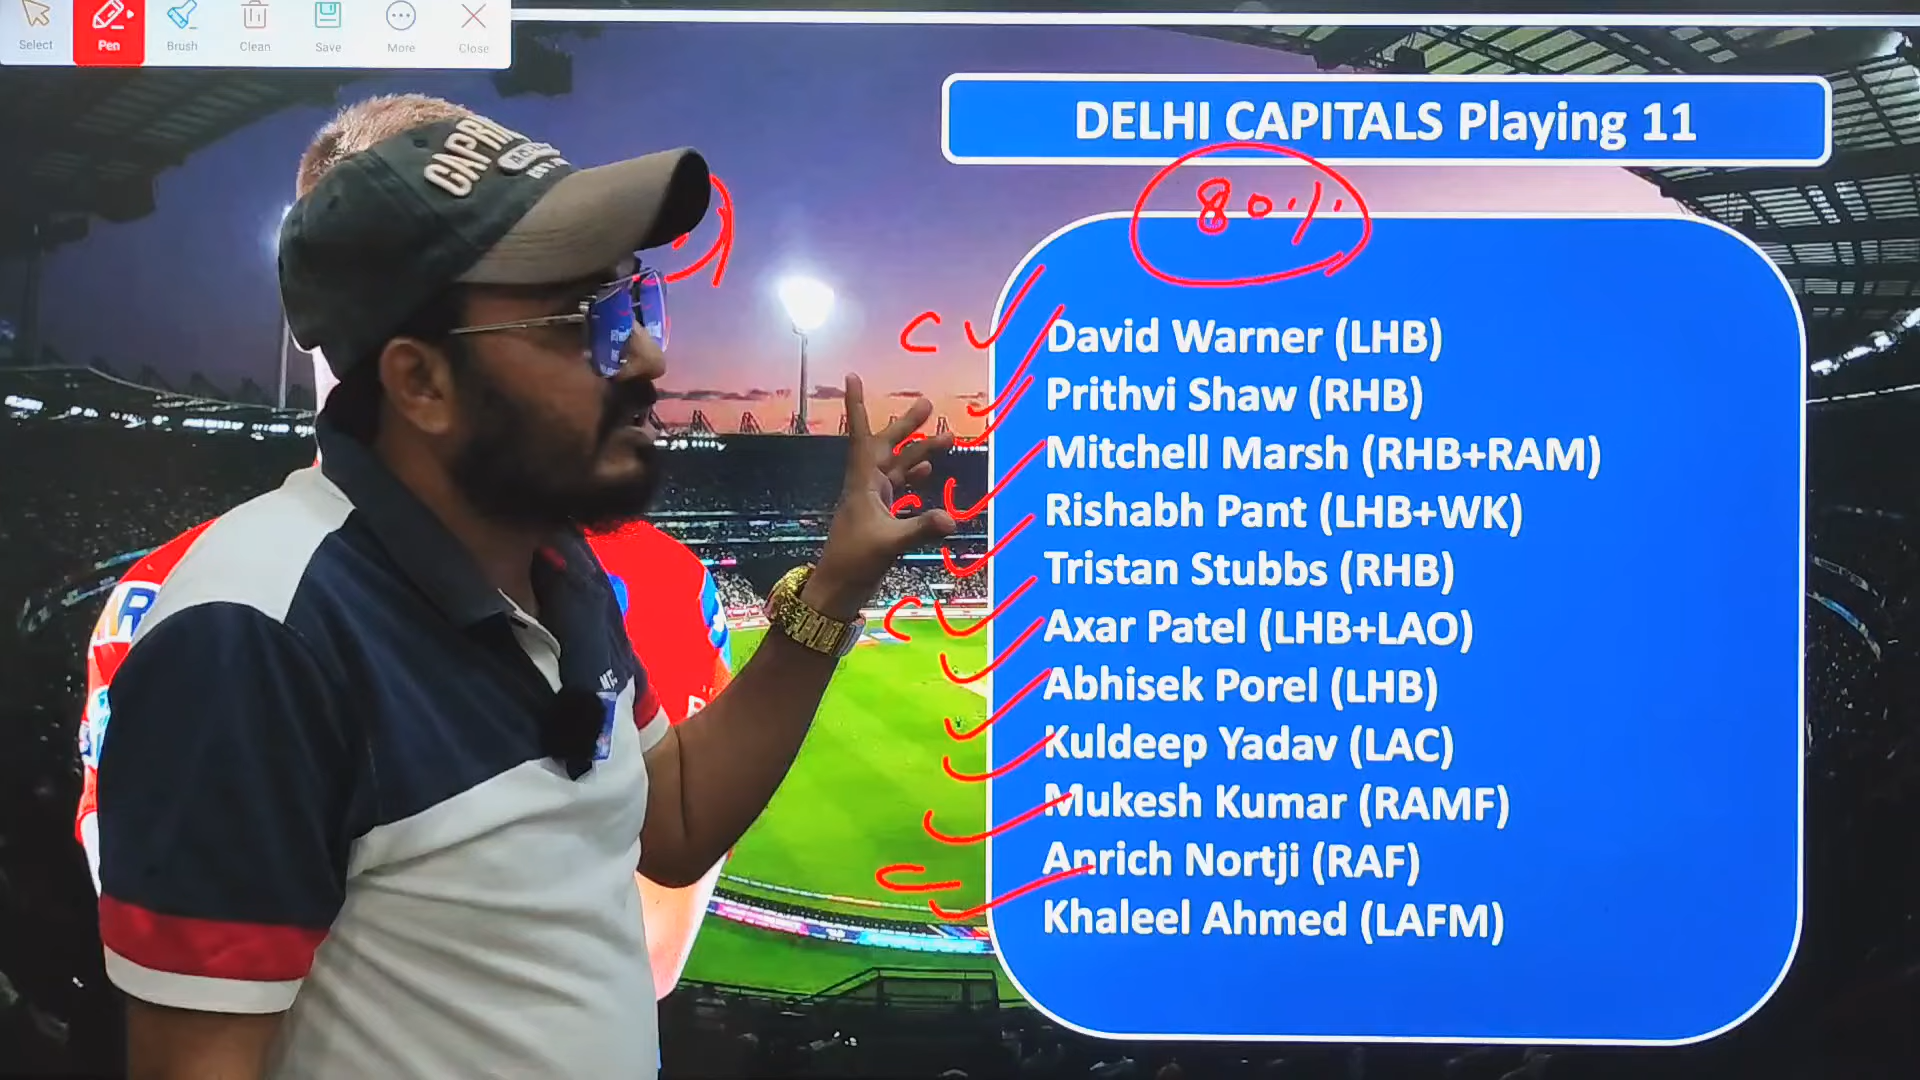 Select Pen Brush Clean Save More Close
DELHI CAPITALS Playing 11
80%
C David Warner (LHB)
Prithvi Shaw (RHB)
Mitchell Marsh (RHB+RAM)
C Rishabh Pant (LHB+WK)
Tristan Stubbs (RHB)
C Axar Patel (LHB+LAO)
Abhisek Porel (LHB)
Kuldeep Yadav (LAC)
Mukesh Kumar (RAMF)
Anrich Nortji (RAF)
C
Khaleel Ahmed (LAFM)